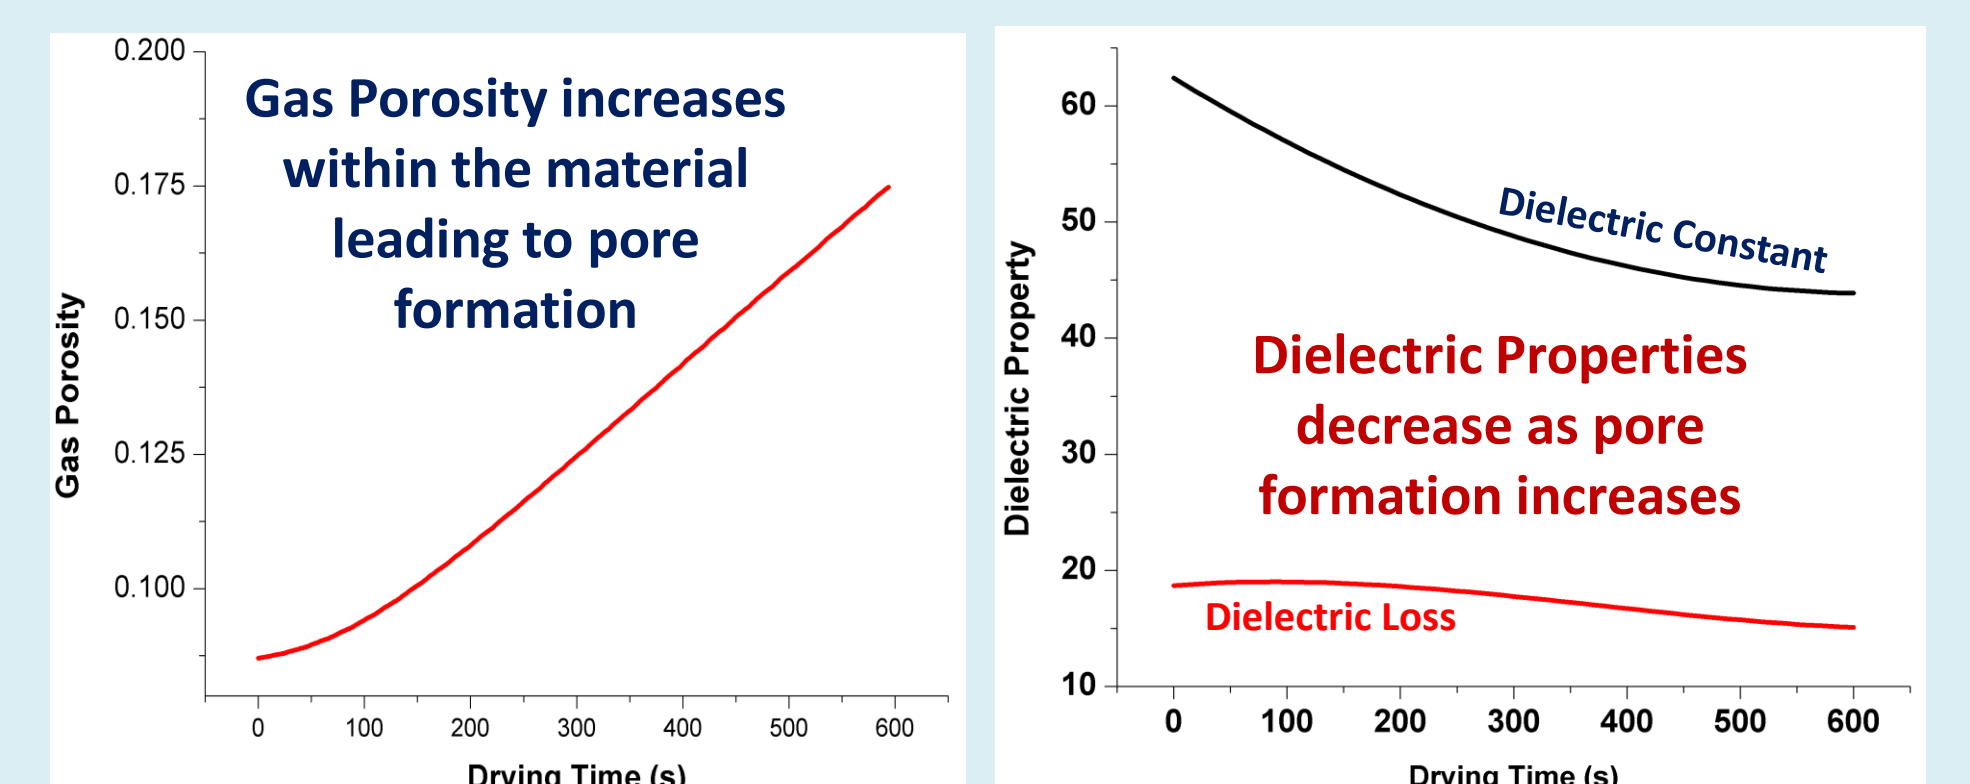 0.200
0.175
0.150
0.125
0.100
Gas Porosity
Gas Porosity increases
within the material
leading to pore
formation
0 100 200 300 400 500 600
Drying Time (s)
60
50
40
30
20
10
Dielectric Property
Dielectric Constant
Dielectric Properties
decrease as pore
formation increases
Dielectric Loss
0 100 200 300 400 500 600
Drying Time (s)